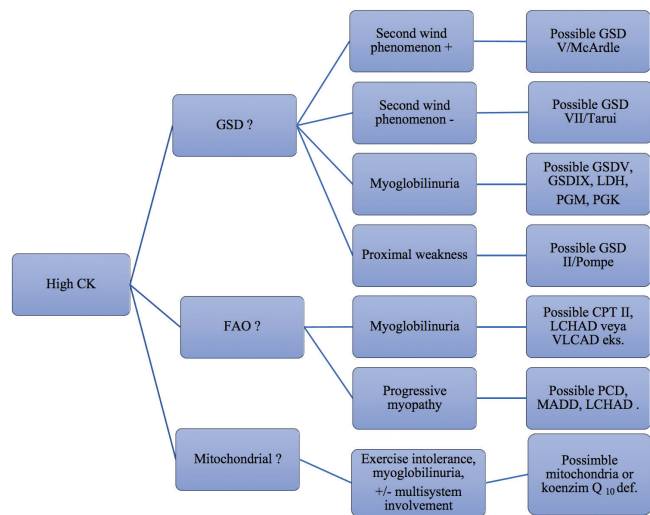 High CK
GSD ?
Second wind
phenomenon +
Possible GSD
V/McArdle
Second wind
phenomenon -
Possible GSD
VII/Tarui
Myoglobilinuria
Possible GSDV,
GSDIX, LDH,
PGM, PGK
Proximal weakness
Possible GSD
II/Pompe
FAO ?
Myoglobilinuria
Possible CPT II,
LCHAD veya
VLCAD eks.
Progressive
myopathy
Possible PCD,
MADD, LCHAD .
Mitochondrial ?
Exercise intolerance,
myoglobilinuria,
+/- multisystem
involvement
Possimble
mitochondria or
koenzim Q 10 def.